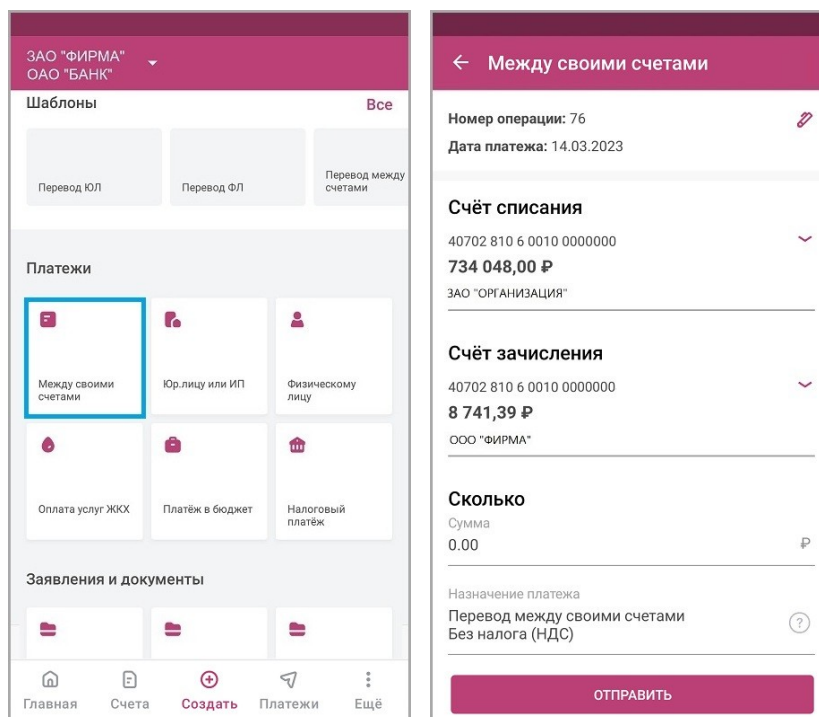 ЗАО "ФИРМА"
ОАО "БАНК"
Шаблоны
Все
Перевод ЮЛ
Перевод ФЛ
Перевод между
счетами
Платежи
Между своими
счетами
Юр.лицу или ИП
Физическому
лицу
Оплата услуг ЖКХ
Платёж в бюджет
Налоговый
платёж
Заявления и документы
Главная
Счета
Создать
Платежи
Ещё
Между своими счетами
Номер операции: 76
Дата платежа: 14.03.2023
Счёт списания
40702 810 6 0010 0000000
734 048,00 ₽
ЗАО "ОРГАНИЗАЦИЯ"
Счёт зачисления
40702 810 6 0010 0000000
8 741,39 ₽
ООО "ФИРМА"
Сколько
Сумма
0.00 ₽
Назначение платежа
Перевод между своими счетами
Без налога (НДС)
?
ОТПРАВИТЬ